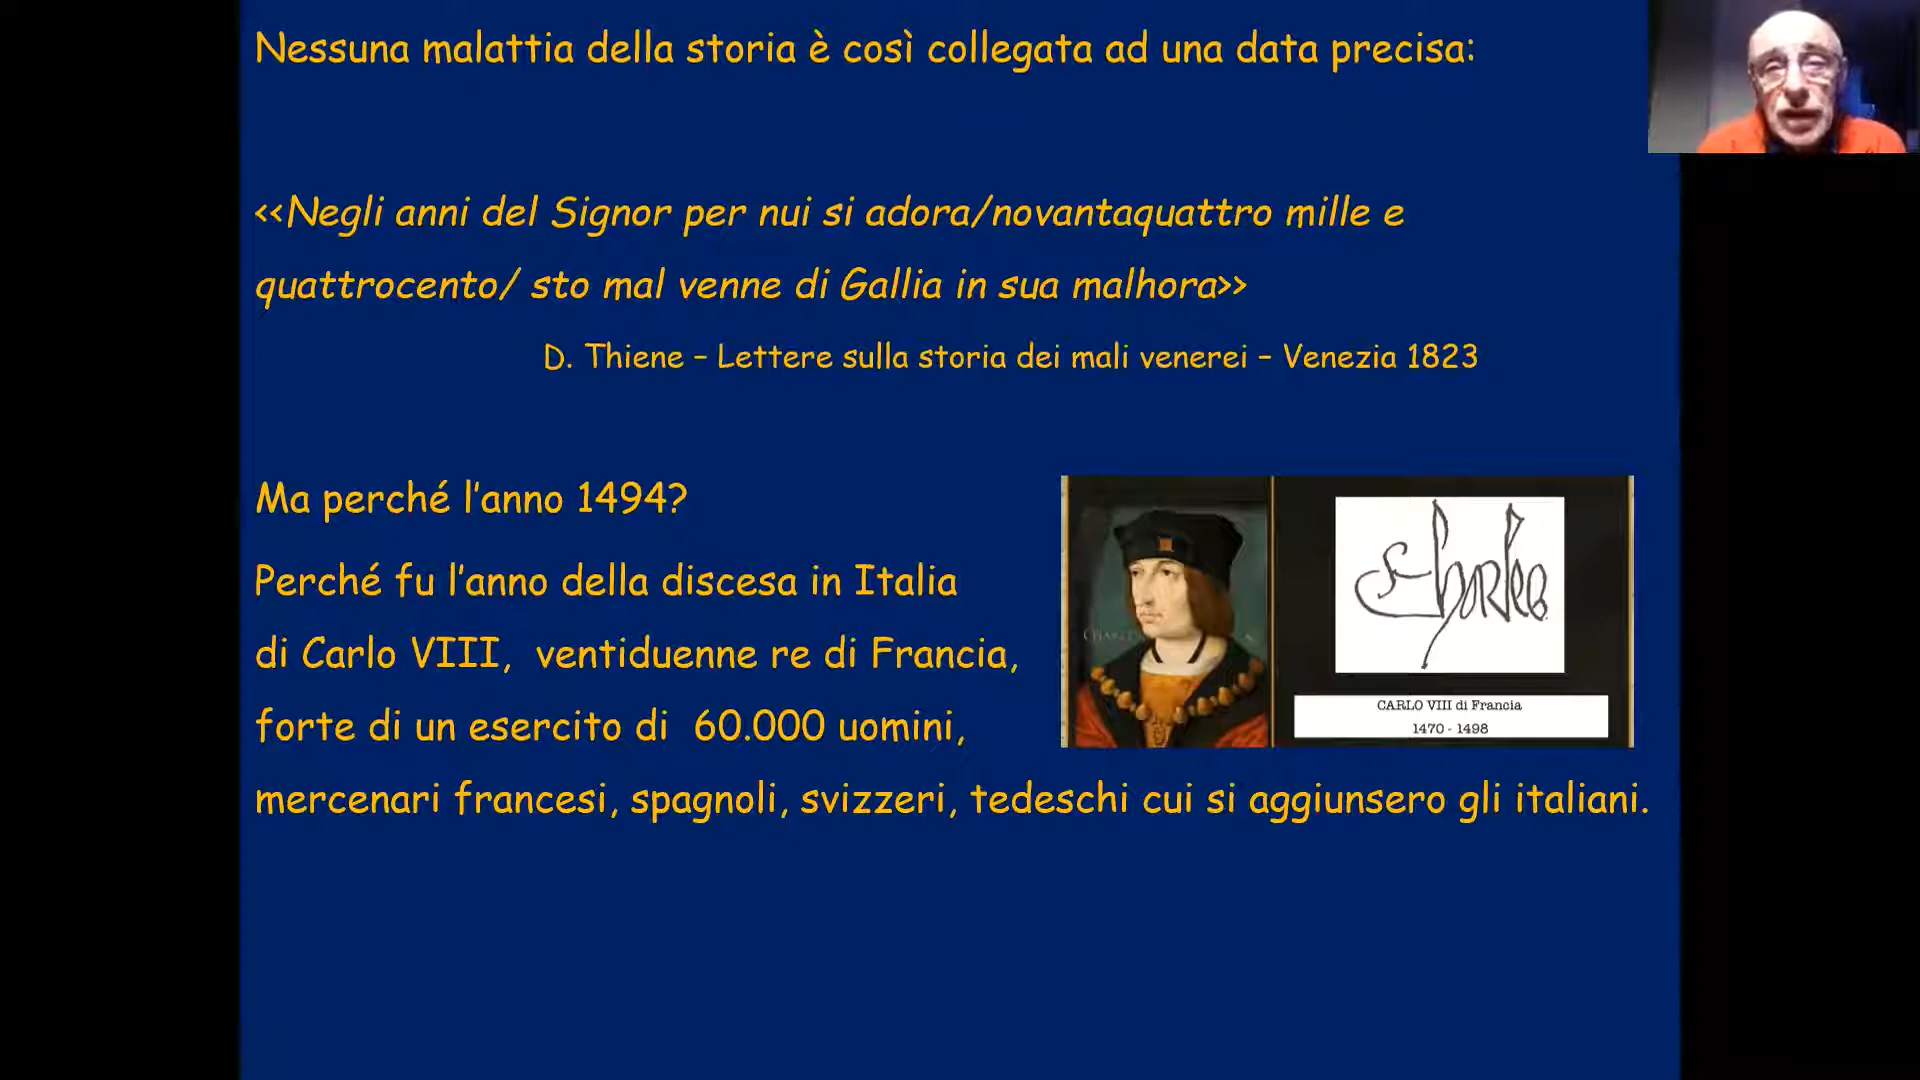 Nessuna malattia della storia è così collegata ad una data precisa:
<<Negli anni del Signor per nui si adora/novantaquattro mille e
quattrocento/ sto mal venne di Gallia in sua malhora>>
D. Thiene – Lettere sulla storia dei mali venerei – Venezia 1823
Ma perché l'anno 1494?
Perché fu l'anno della discesa in Italia
di Carlo VIII, ventiduenne re di Francia,
forte di un esercito di 60.000 uomini,
mercenari francesi, spagnoli, svizzeri, tedeschi cui si aggiunsero gli italiani.
Charles
CARLO VIII di Francia
1470 - 1498